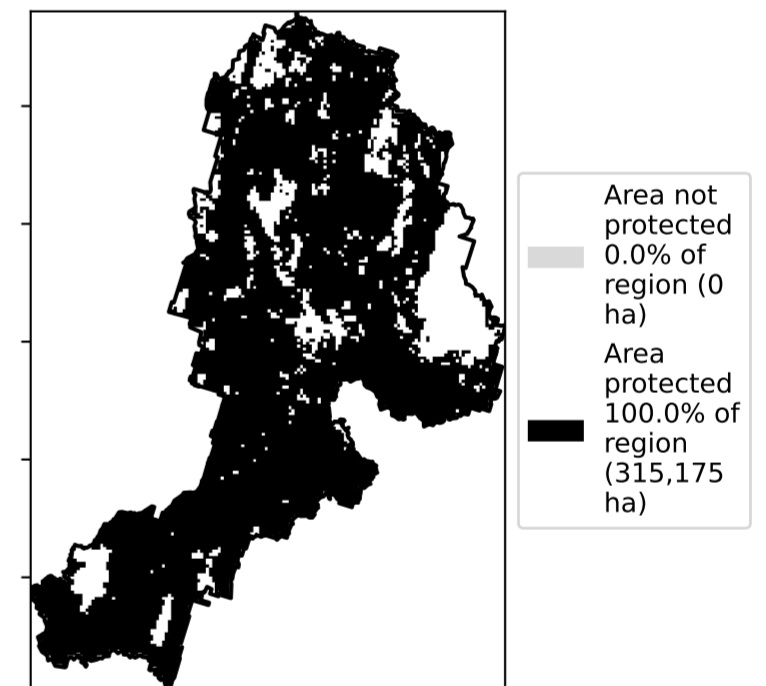 Area not
protected
0.0% of
region (0
ha)
Area
protected
100.0% of
region
(315,175
ha)